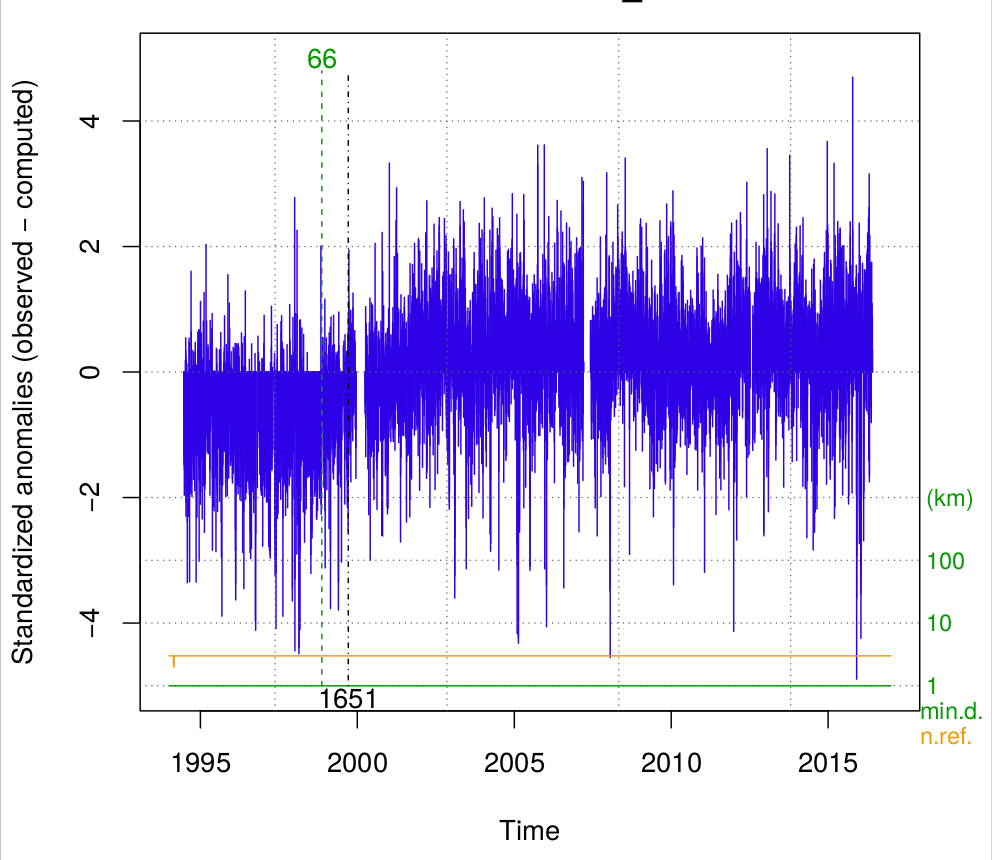 66
Standardized anomalies (observed − computed)
4
2
0
−2
−4
(km)
100
10
1
min.d.
n.ref.
1651
1995 2000 2005 2010 2015
Time